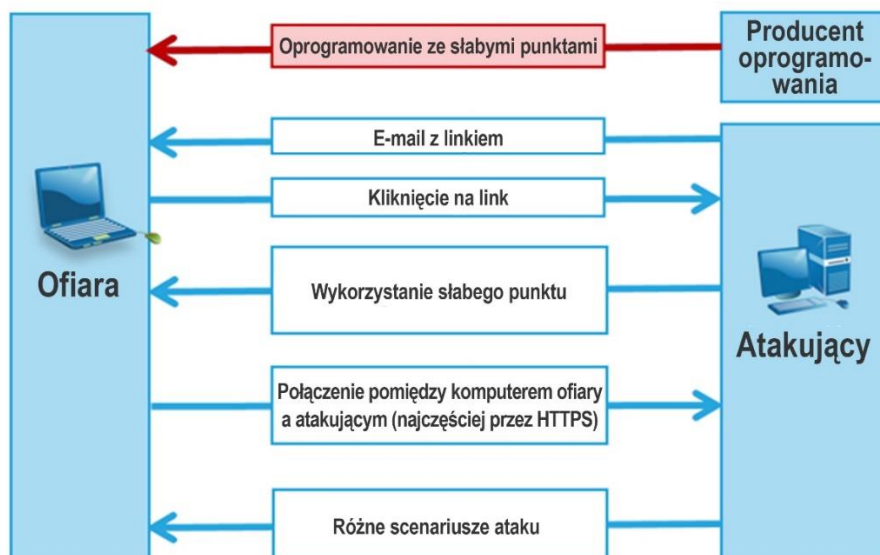 Oprogramowanie ze słabymi punktami
Producent
oprogramo-
wania
E-mail z linkiem
Kliknięcie na link
Ofiara
Wykorzystanie słabego punktu
Atakujący
Połączenie pomiędzy komputerem ofiary
a atakującym (najczęściej przez HTTPS)
Różne scenariusze ataku